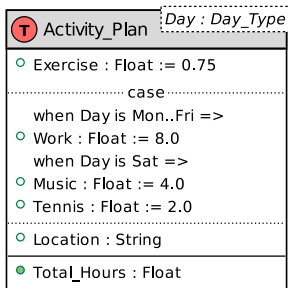 T Activity_Plan
Day : Day_Type
Exercise : Float := 0.75
case
when Day is Mon..Fri =>
Work : Float := 8.0
when Day is Sat =>
Music : Float := 4.0
Tennis : Float := 2.0
Location : String
Total_Hours : Float